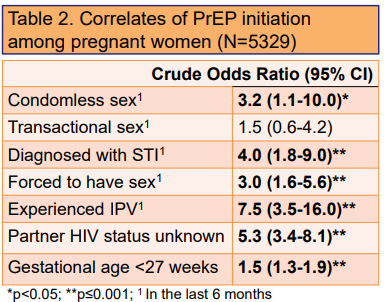 Table 2. Correlates of PrEP initiation
among pregnant women (N=5329)
Crude Odds Ratio (95% CI)
Condomless sex¹ 3.2 (1.1-10.0)*
Transactional sex¹ 1.5 (0.6-4.2)
Diagnosed with STI¹ 4.0 (1.8-9.0)**
Forced to have sex¹ 3.0 (1.6-5.6)**
Experienced IPV¹ 7.5 (3.5-16.0)**
Partner HIV status unknown 5.3 (3.4-8.1)**
Gestational age <27 weeks 1.5 (1.3-1.9)**
*p<0.05; **p≤0.001; ¹ In the last 6 months